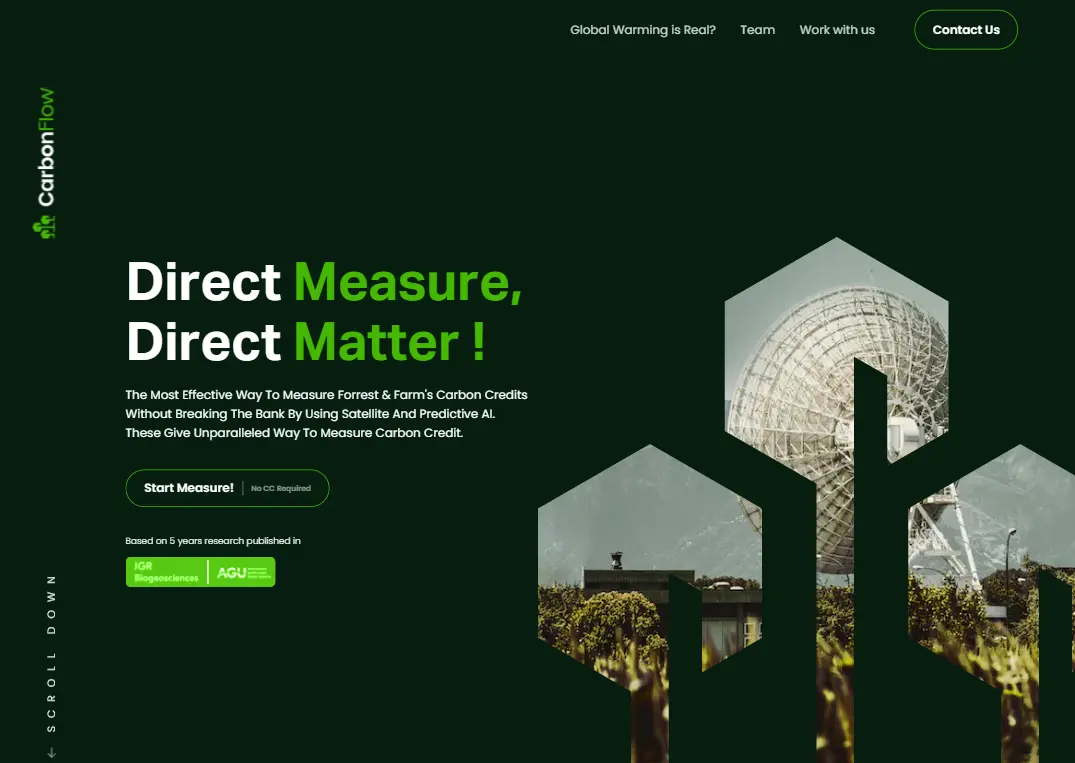 Global Warming is Real?
Team
Work with us
Contact Us
CarbonFlow
Direct Measure,
Direct Matter !
The Most Effective Way To Measure Forrest & Farm's Carbon Credits
Without Breaking The Bank By Using Satellite And Predictive AI.
These Give Unparalleled Way To Measure Carbon Credit.
Start Measure!
No CC Required
Based on 5 years research published in
IGR
Biogeosciences
AGU
SCROLL DOWN